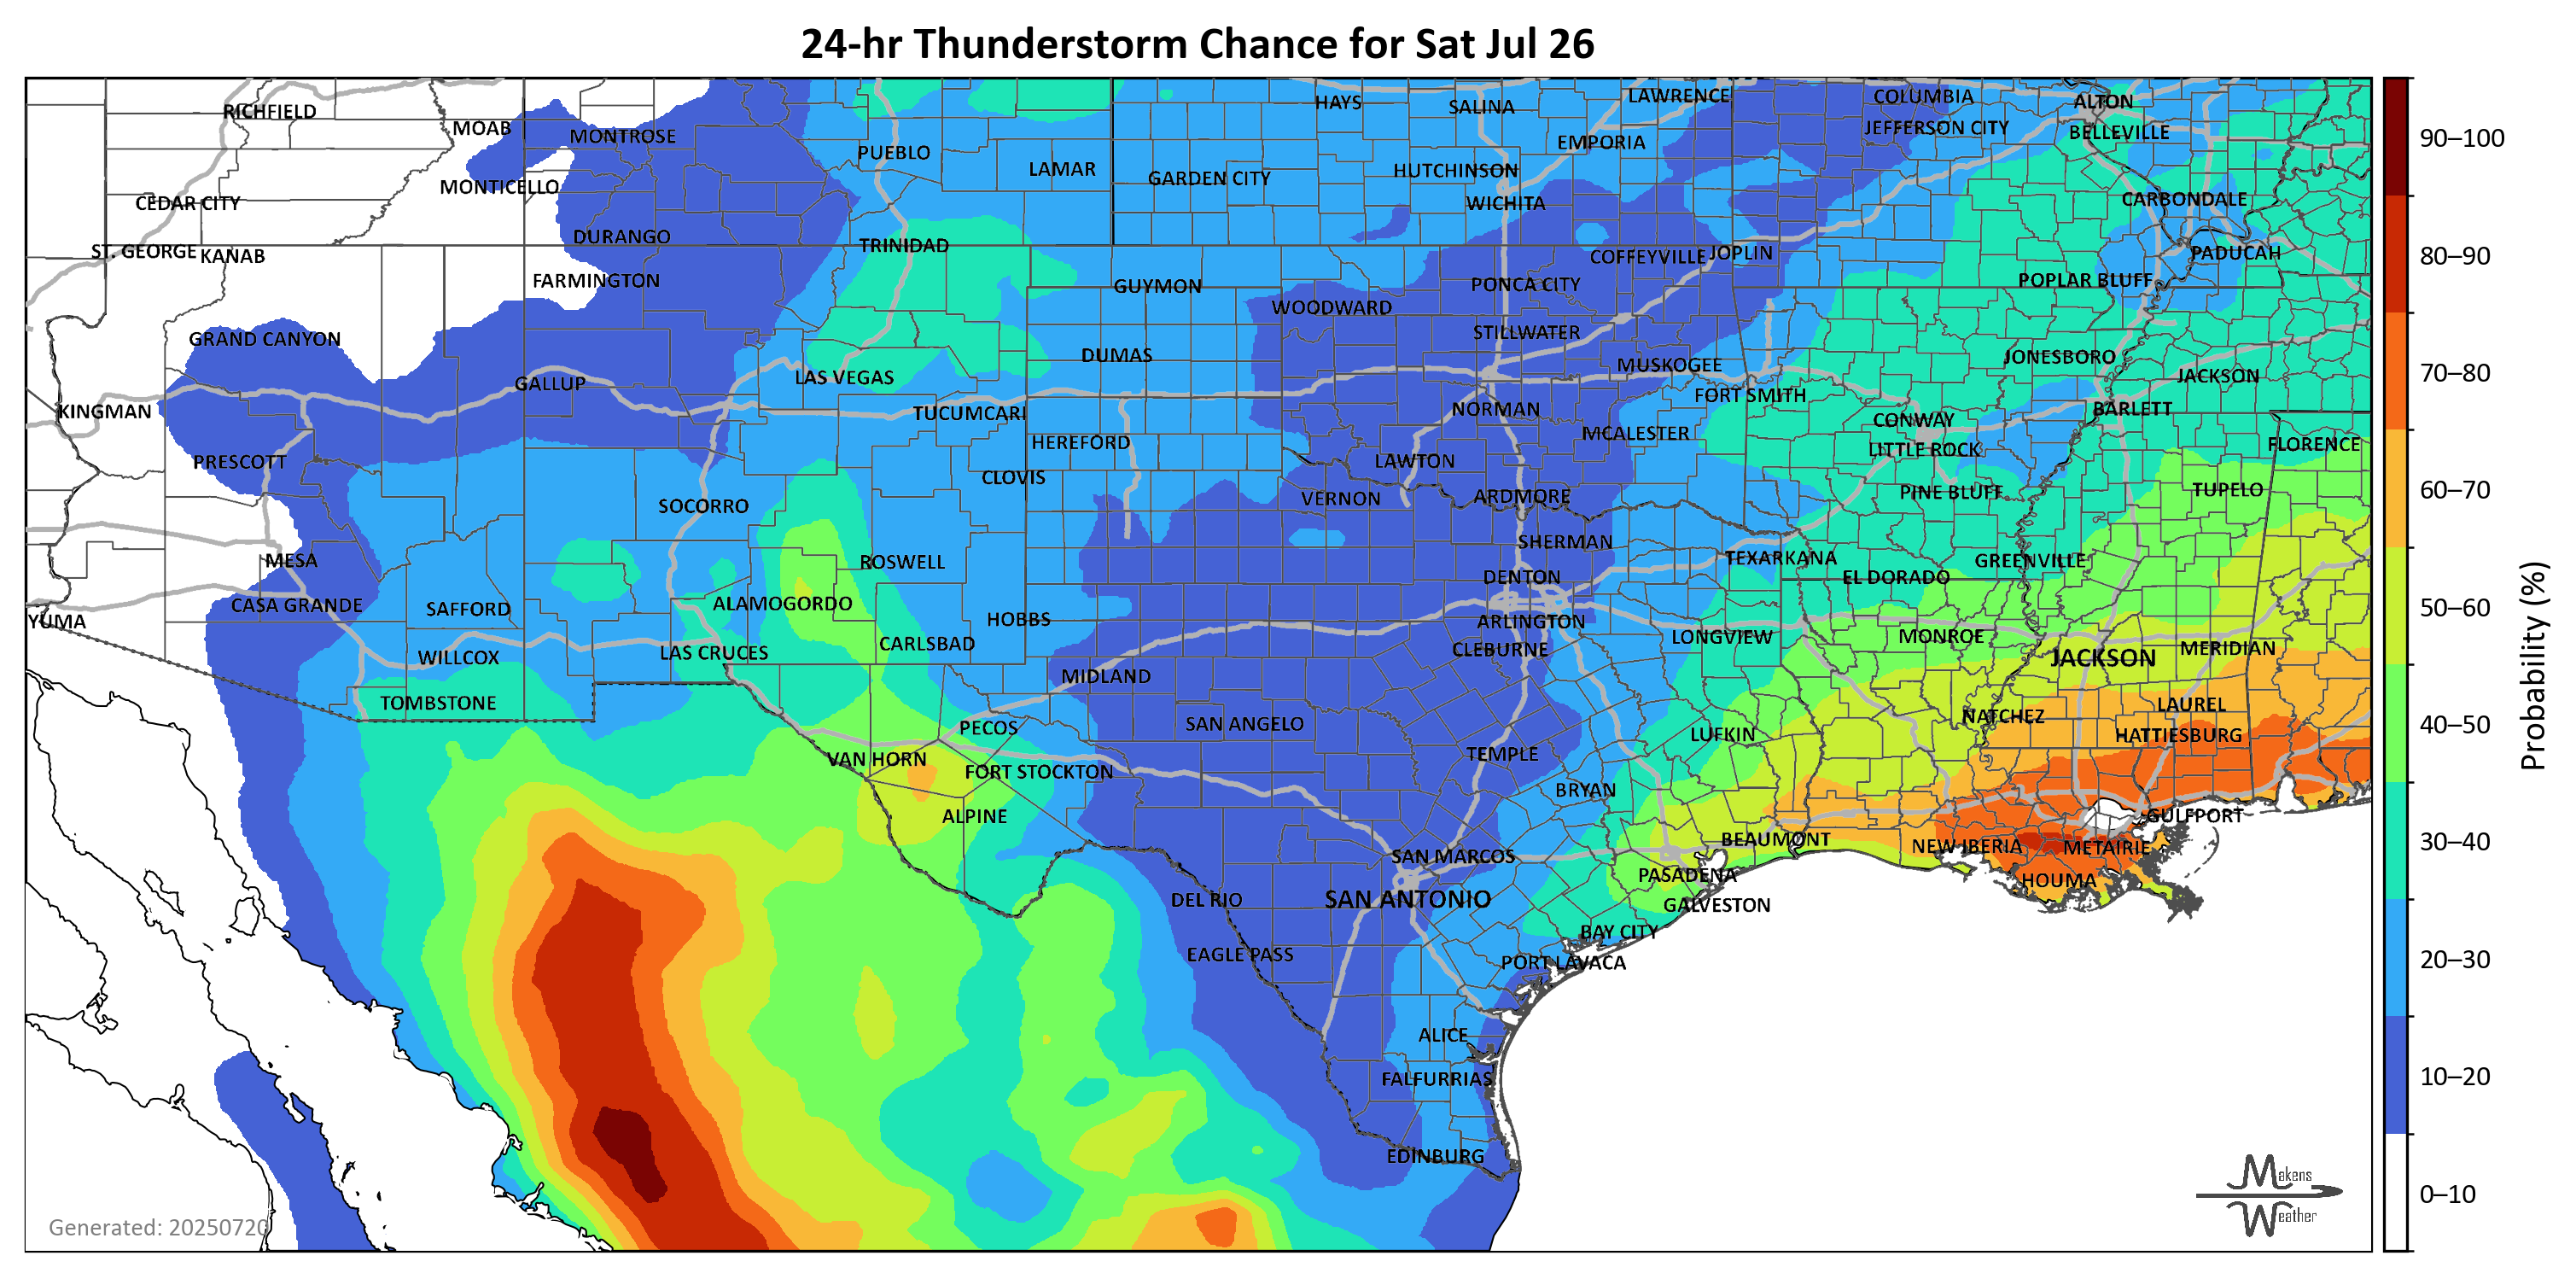 24-hr Thunderstorm Chance for Sat Jul 26
RICHFIELD
MOAB
MONTROSE
PUEBLO
LAMAR
HAYS
SALINA
LAWRENCE
COLUMBIA
ALTON
JEFFERSON CITY
BELLEVILLE
EMPORIA
HUTCHINSON
GARDEN CITY
MONTICELLO
CEDAR CITY
WICHITA
CARBONDALE
DURANGO
TRINIDAD
ST. GEORGE
KANAB
COFFEYVILLE
JOPLIN
PADUCAH
FARMINGTON
GUYMON
PONCA CITY
POPLAR BLUFF
WOODWARD
GRAND CANYON
STILLWATER
DUMAS
MUSKOGEE
JONESBORO
GALLUP
LAS VEGAS
JACKSON
FORT SMITH
KINGMAN
TUCUMCARI
NORMAN
BARLETT
CONWAY
HEREFORD
MCALESTER
LITTLE ROCK
FLORENCE
PRESCOTT
CLOVIS
LAWTON
SOCORRO
VERNON
ARDMORE
PINE BLUFF
TUPELO
MESA
ROSWELL
SHERMAN
TEXARKANA
GREENVILLE
DENTON
EL DORADO
CASA GRANDE
SAFFORD
ALAMOGORDO
YUMA
HOBBS
ARLINGTON
LONGVIEW
MONROE
WILLCOX
LAS CRUCES
CARLSBAD
CLEBURNE
JACKSON
MERIDIAN
MIDLAND
TOMBSTONE
PECOS
SAN ANGELO
NATCHEZ
LAUREL
LUFKIN
HATTIESBURG
VAN HORN
FORT STOCKTON
TEMPLE
BRYAN
ALPINE
GULFPORT
BEAUMONT
NEW IBERIA
METAIRIE
SAN MARCOS
PASADENA
HOUMA
DEL RIO
SAN ANTONIO
GALVESTON
BAY CITY
EAGLE PASS
PORT LAVACA
ALICE
FALFURRIAS
EDINBURG
Generated: 20250720
Makens
Weather
90–100
80–90
70–80
60–70
50–60
40–50
30–40
20–30
10–20
0–10
Probability (%)